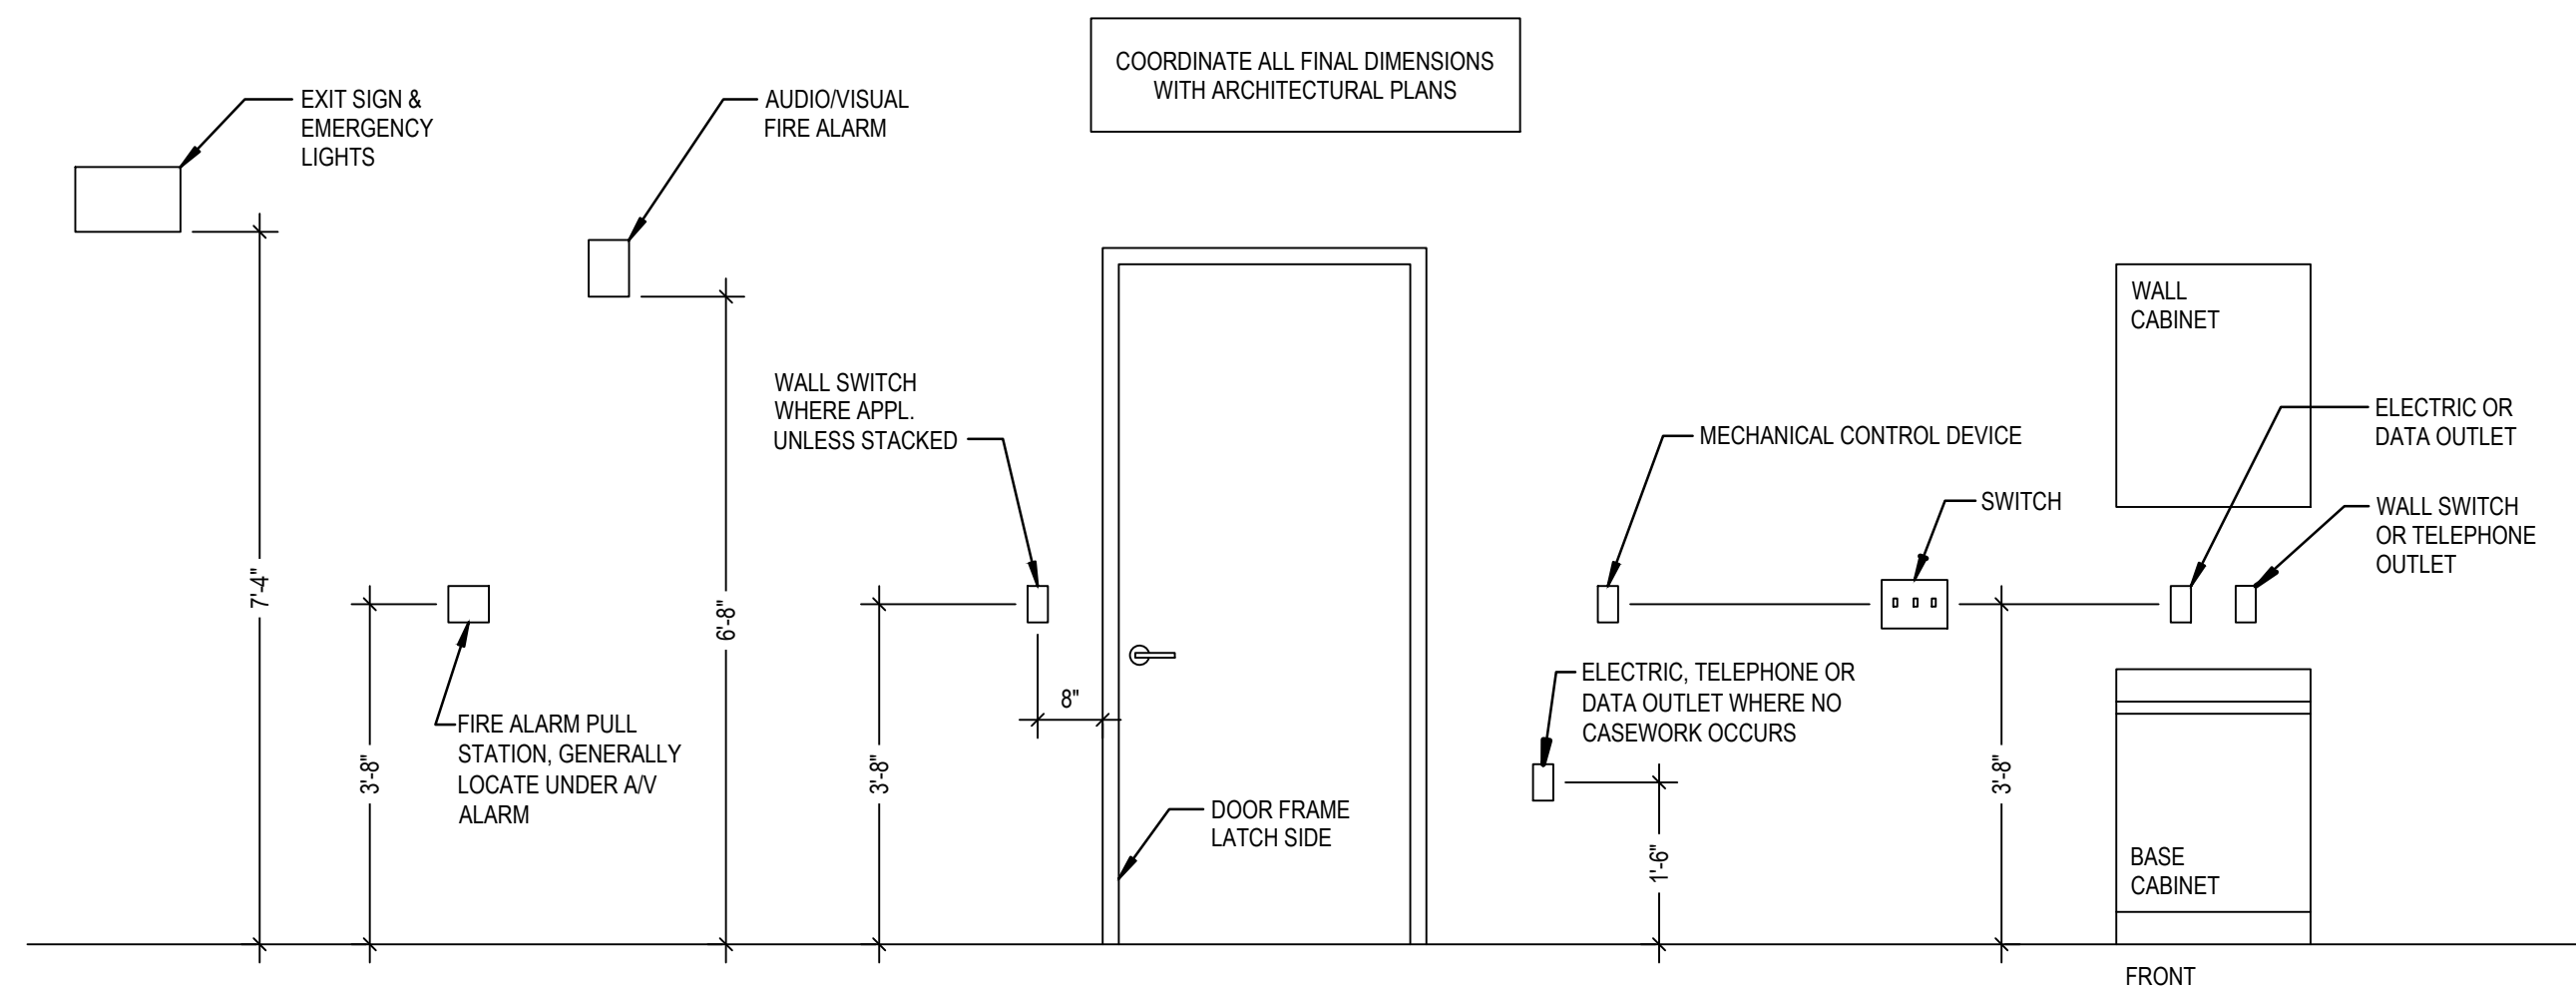 COORDINATE ALL FINAL DIMENSIONS
WITH ARCHITECTURAL PLANS
EXIT SIGN &
EMERGENCY
LIGHTS
AUDIO/VISUAL
FIRE ALARM
WALL
CABINET
WALL SWITCH
WHERE APPL.
UNLESS STACKED
MECHANICAL CONTROL DEVICE
ELECTRIC OR
DATA OUTLET
SWITCH
WALL SWITCH
OR TELEPHONE
OUTLET
7'-4"
6'-8"
8"
ELECTRIC, TELEPHONE OR
DATA OUTLET WHERE NO
CASEWORK OCCURS
FIRE ALARM PULL
STATION, GENERALLY
LOCATE UNDER A/V
ALARM
3'-8"
3'-8"
3'-8"
DOOR FRAME
LATCH SIDE
1'-6"
BASE
CABINET
FRONT